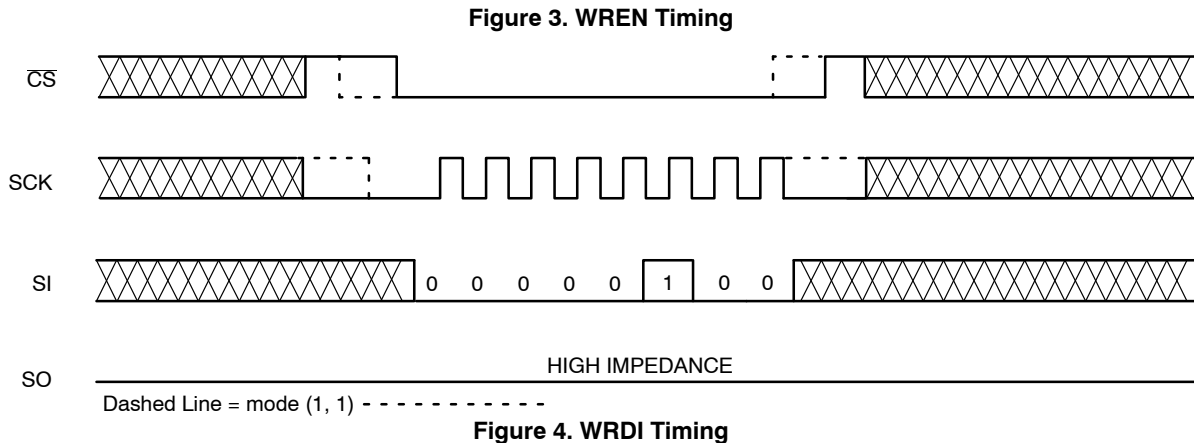 Figure 3. WREN Timing
CS
SCK
SI 0 0 0 0 0 1 0 0
HIGH IMPEDANCE
SO
Dashed Line = mode (1, 1)
Figure 4. WRDI Timing